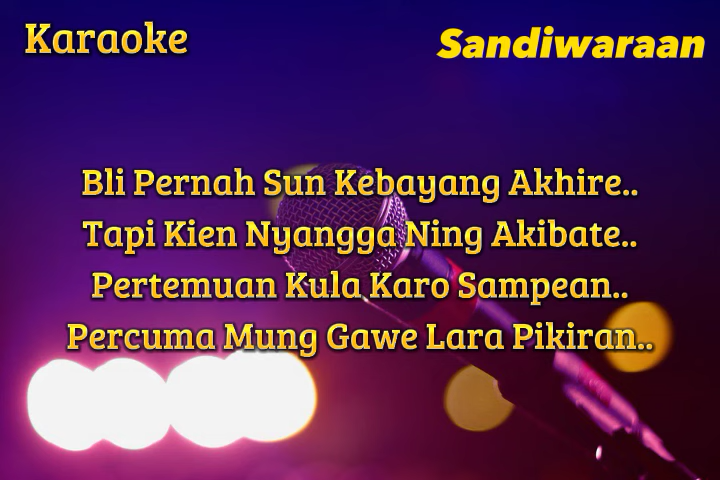 Karaoke
Sandiwaraan
Bli Pernah Sun Kebayang Akhire..
Tapi Kien Nyangga Ning Akibate..
Pertemuan Kula Karo Sampean..
Percuma Mung Gawe Lara Pikiran..